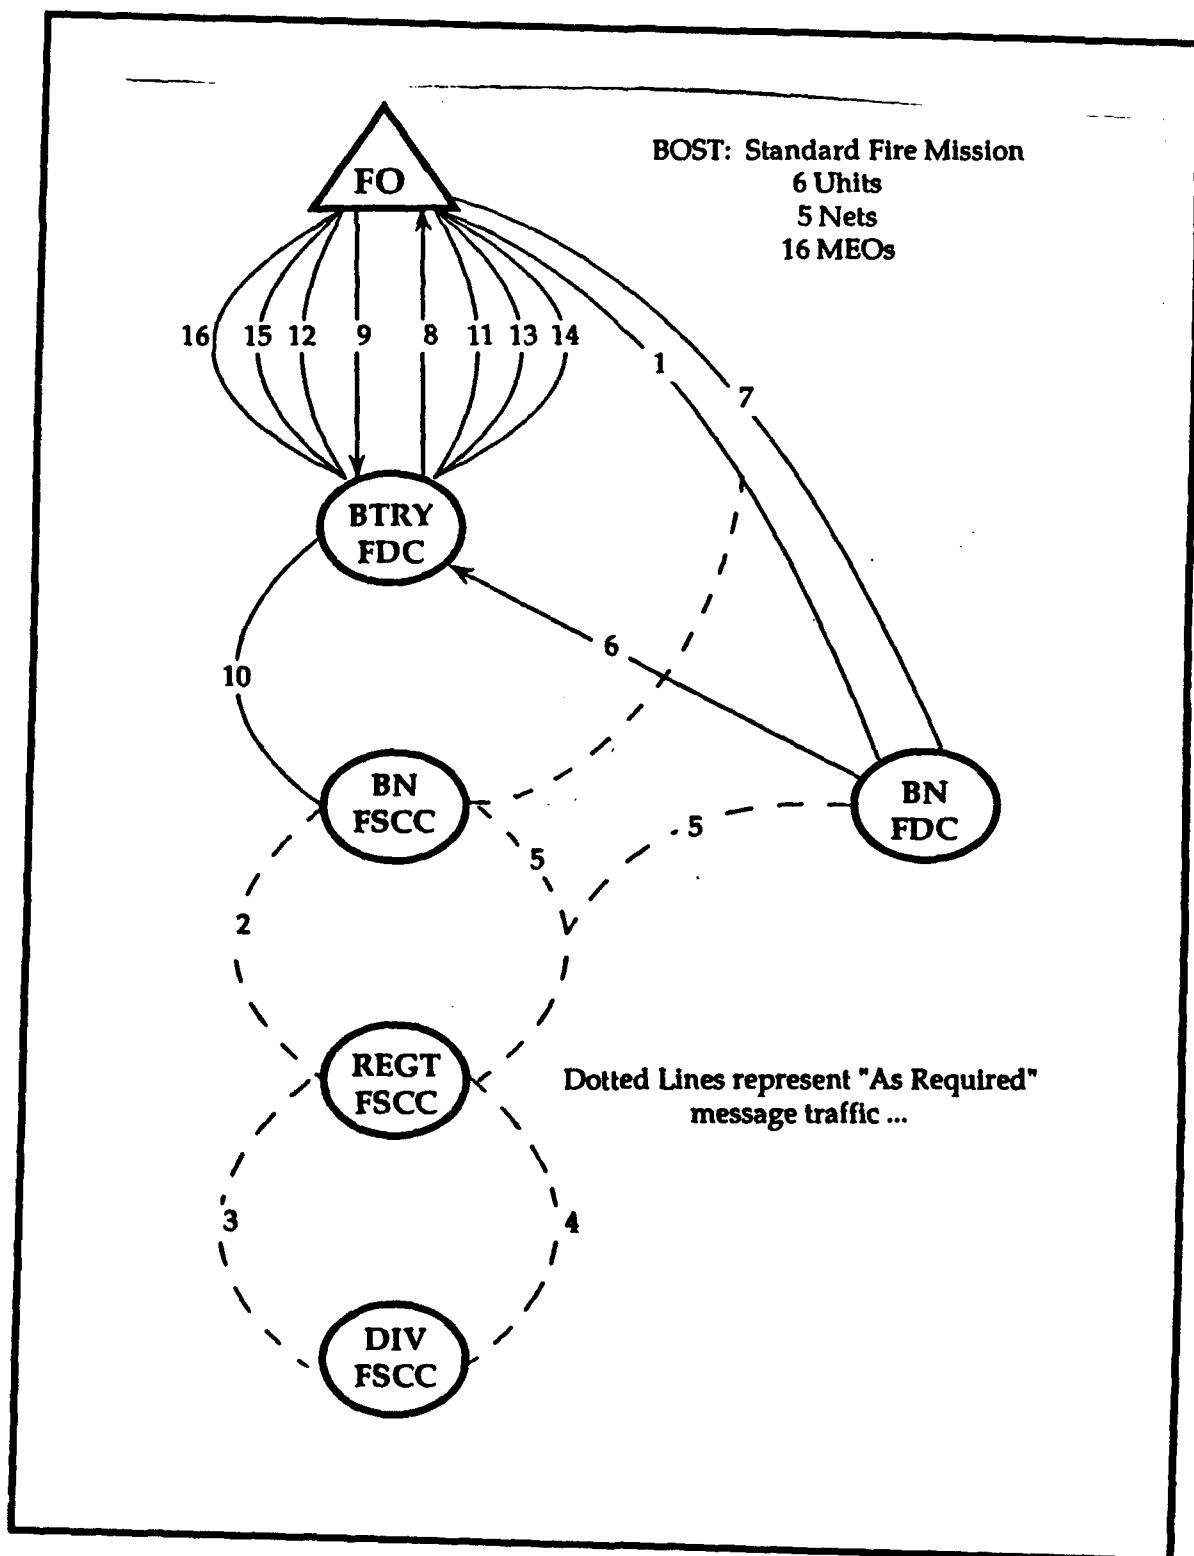 BOST: Standard Fire Mission
6 Uhits
5 Nets
16 MEOs
FO
16 15 12 9 8 11 13 14
1
7
BTRY
FDC
6
10
BN
FSCC
BN
FDC
5
5
2
REGT
FSCC
Dotted Lines represent "As Required"
message traffic ...
3
4
DIV
FSCC